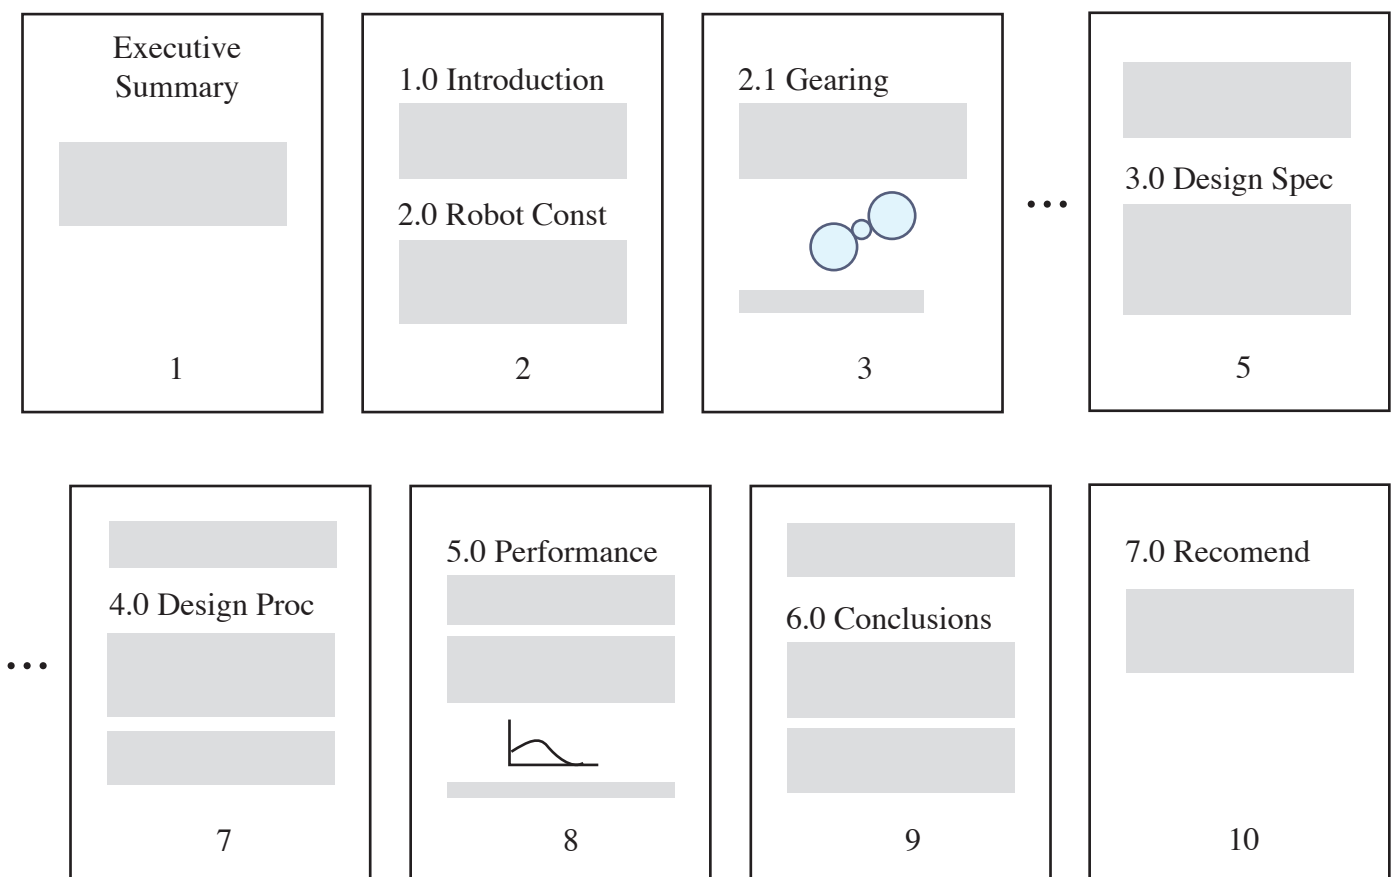 Executive
Summary
1
1.0 Introduction
2.0 Robot Const
2
2.1 Gearing
3
...
3.0 Design Spec
5
...
4.0 Design Proc
7
5.0 Performance
8
6.0 Conclusions
9
7.0 Recomend
10